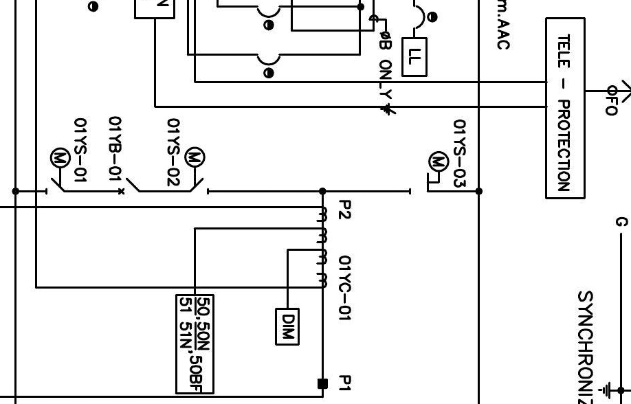 N
m.AAC
LL
øB ONLY
TELE - PROTECTION
FO
01YS-01
M
01YB-01
01YS-02
M
01YS-03
M
P2
01YC-01
P1
50,50N
51 51N,50BF
DIM
G